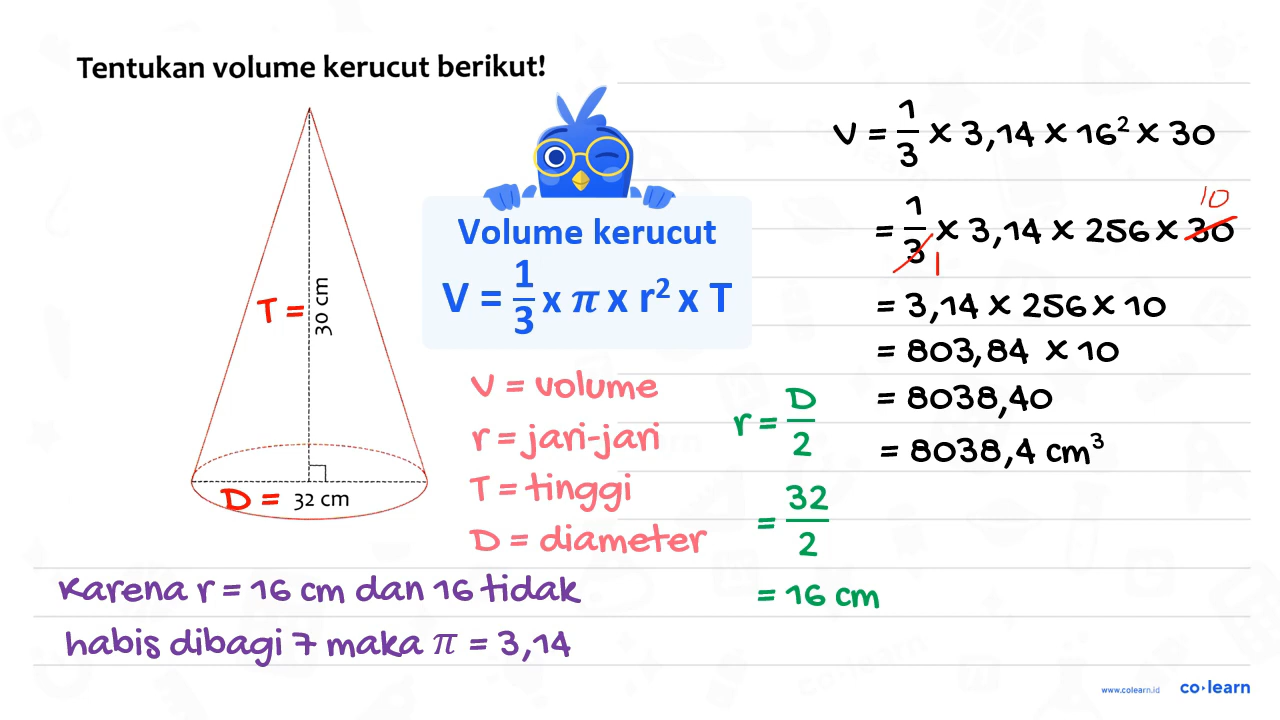 Tentukan volume kerucut berikut!
T = 30 cm
D = 32 cm
Volume kerucut
V = 1/3 x π x r² x T
V = volume
r = jari-jari
T = tinggi
D = diameter
Karena r = 16 cm dan 16 tidak
habis dibagi 7 maka π = 3,14
r = D/2
= 32/2
= 16 cm
V = 1/3 × 3,14 × 16² × 30
= 1/3 × 3,14 × 256 × 30
10
1
= 3,14 × 256 × 10
= 803,84 × 10
= 8038,40
= 8038,4 cm³
www.colearn.id
co learn